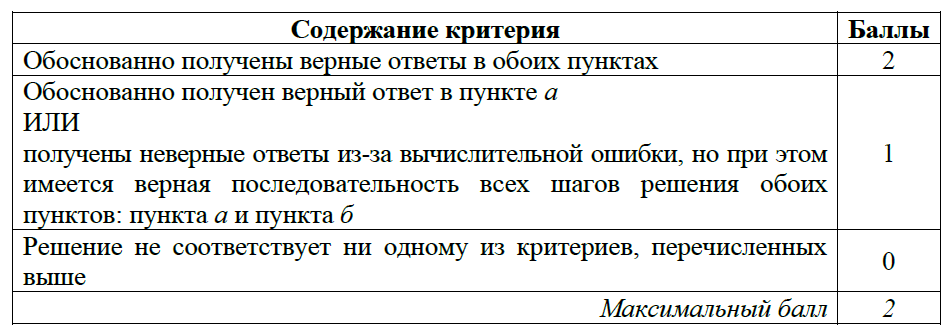 Содержание критерия Баллы
Обоснованно получены верные ответы в обоих пунктах 2
Обоснованно получен верный ответ в пункте а
ИЛИ
получены неверные ответы из-за вычислительной ошибки, но при этом
имеется верная последовательность всех шагов решения обоих
пунктов: пункта а и пункта б
1
Решение не соответствует ни одному из критериев, перечисленных
выше
0
Максимальный балл 2